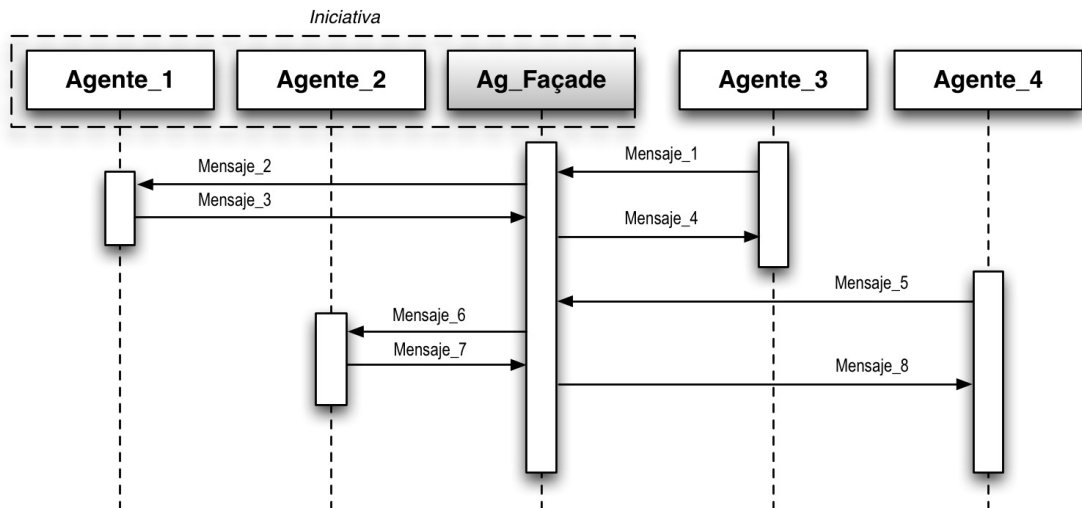 Iniciativa
Agente_1
Agente_2
Ag_Façade
Agente_3
Agente_4
Mensaje_1
Mensaje_2
Mensaje_3
Mensaje_4
Mensaje_5
Mensaje_6
Mensaje_7
Mensaje_8